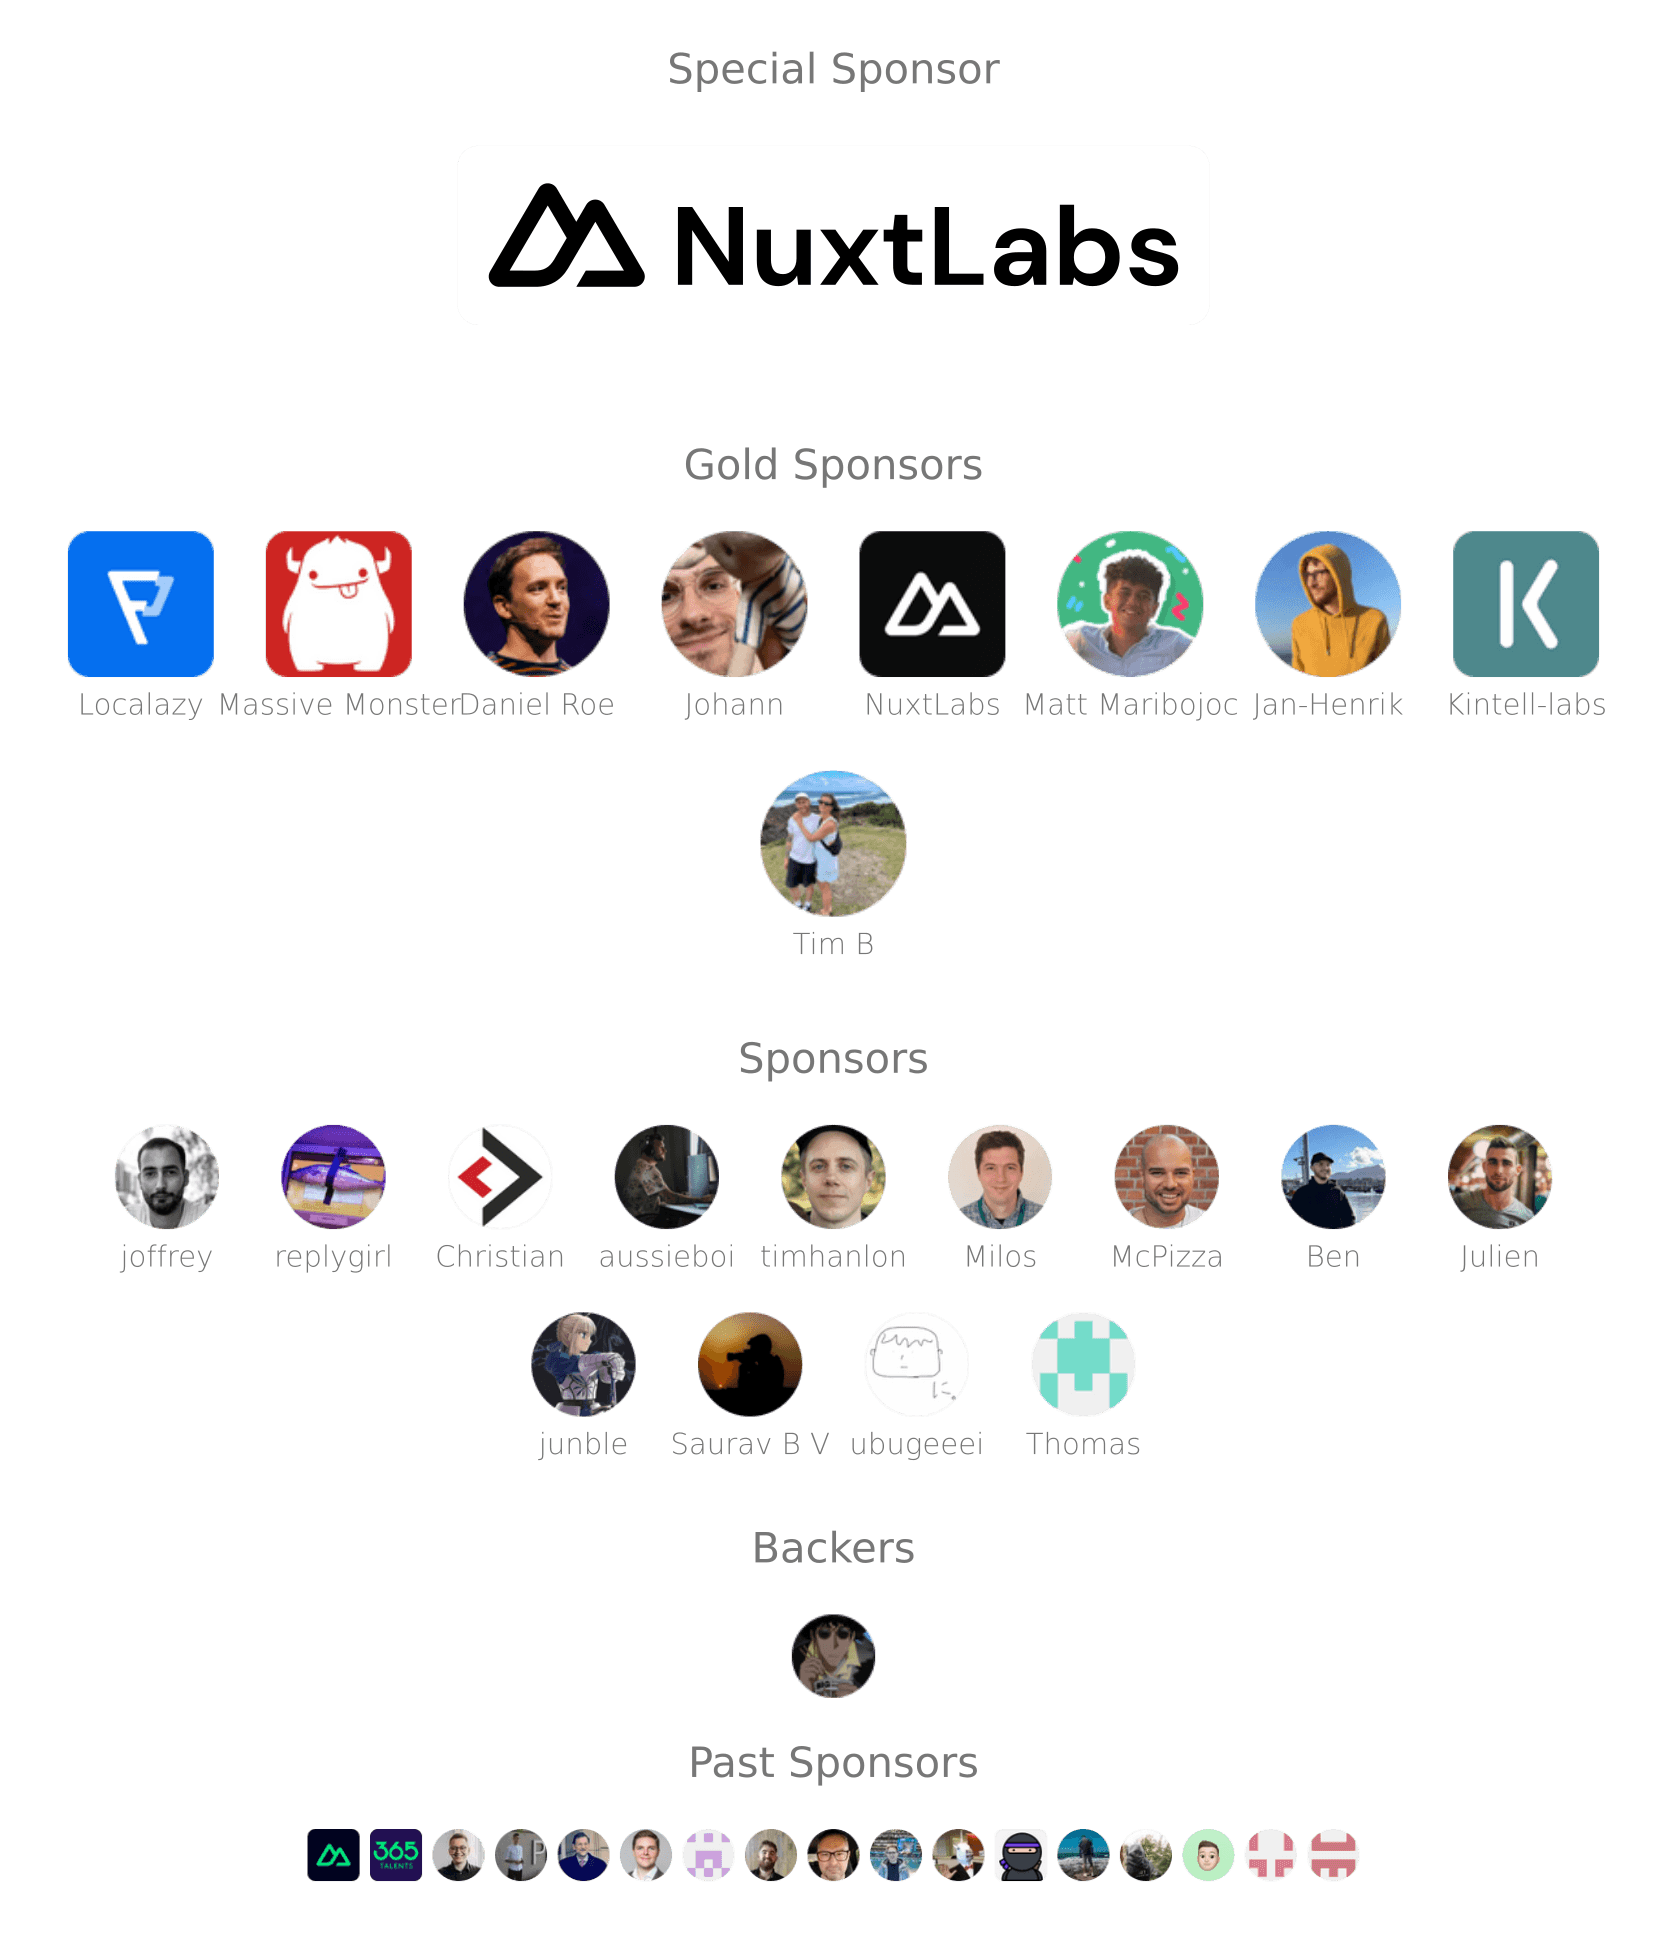 Special Sponsor
NuxtLabs
Gold Sponsors
Localazy Massive Monster Daniel Roe Johann NuxtLabs Matt Maribojoc Jan-Henrik Kintell-labs
Tim B
Sponsors
joffrey replygirl Christian aussieboi timhanlon Milos McPizza Ben Julien
junble Saurav B V ubugeeei Thomas
Backers
Past Sponsors
365
TALENTS